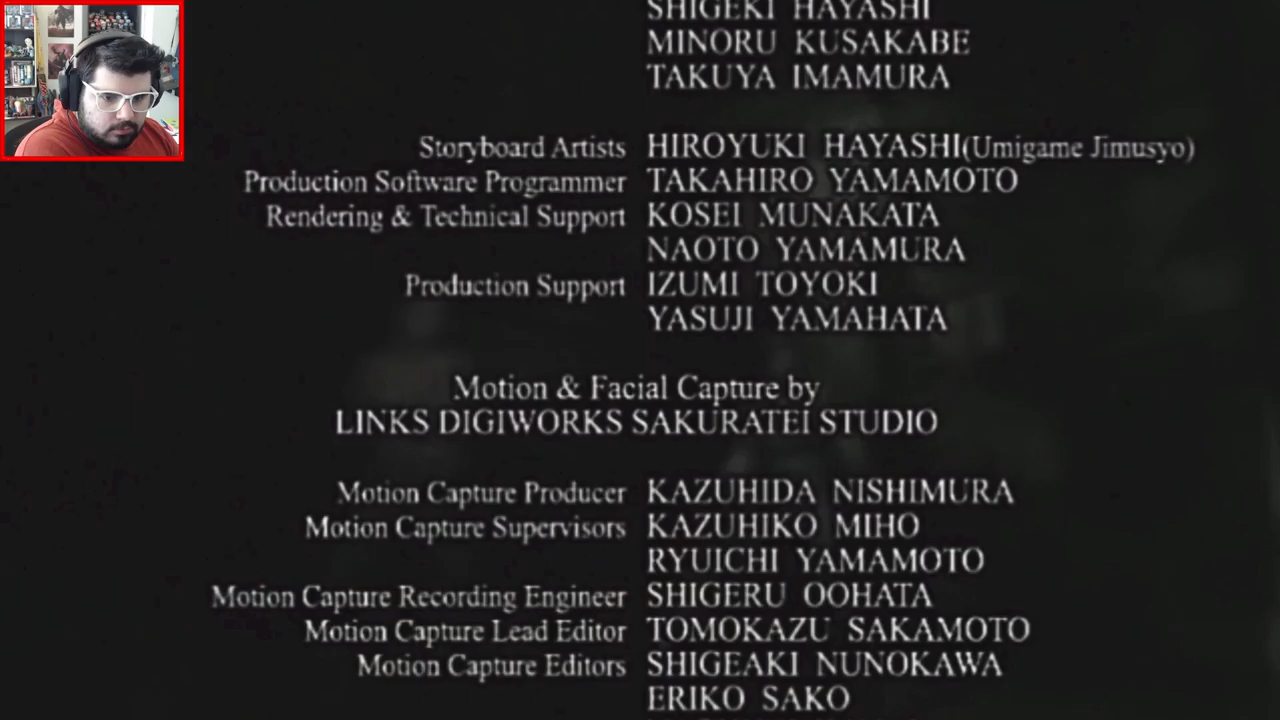 SHIGEKI HAYASHI
MINORU KUSAKABE
TAKUYA IMAMURA
Storyboard Artists HIROYUKI HAYASHI(Umigame Jimusyo)
Production Software Programmer TAKAHIRO YAMAMOTO
Rendering & Technical Support KOSEI MUNAKATA
NAOTO YAMAMURA
Production Support IZUMI TOYOKI
YASUJI YAMAHATA
Motion & Facial Capture by
LINKS DIGIWORKS SAKURATEI STUDIO
Motion Capture Producer KAZUHIDA NISHIMURA
Motion Capture Supervisors KAZUHIKO MIHO
RYUICHI YAMAMOTO
Motion Capture Recording Engineer SHIGERU OOHATA
Motion Capture Lead Editor TOMOKAZU SAKAMOTO
Motion Capture Editors SHIGEAKI NUNOKAWA
ERIKO SAKO